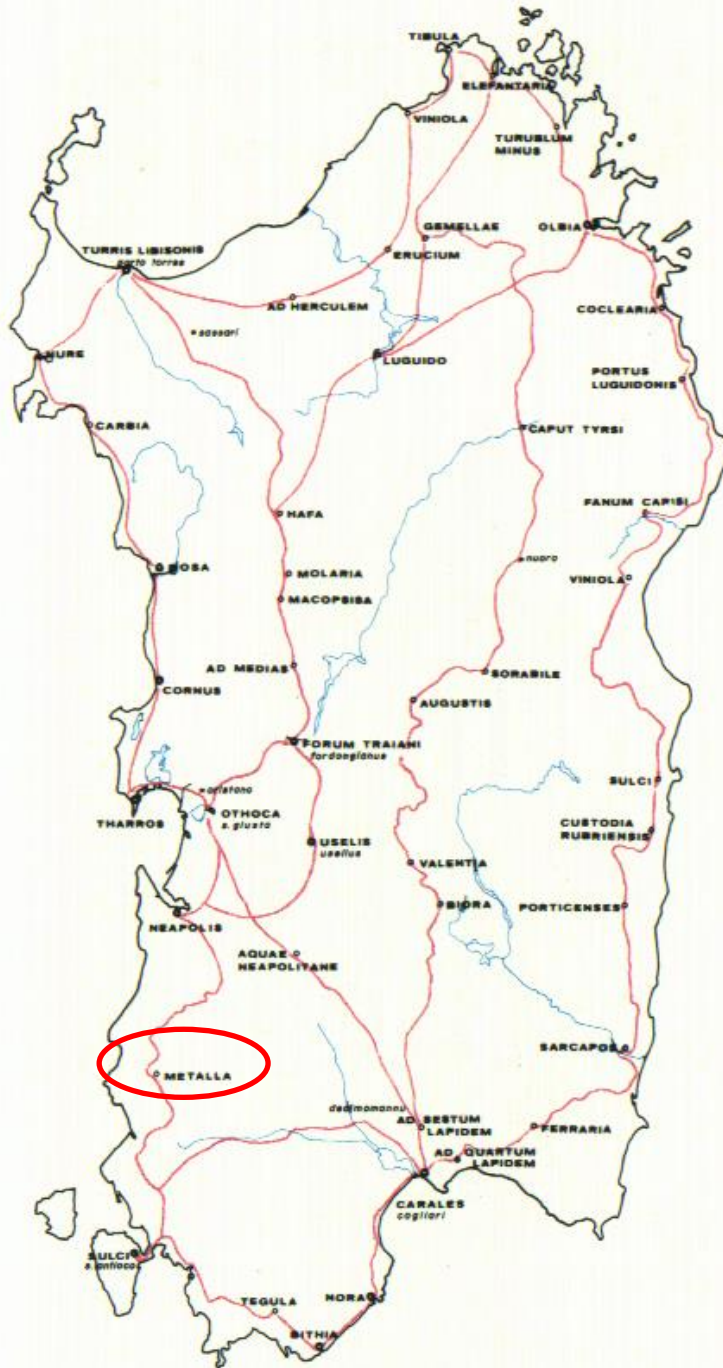 TIBULA
ELEFANTARIA
VINIOLA
TURUBLUM
MINUS
GEMELLAE
OLBIA
TURRIS LIBISONIS
porto torres
ERUCIUM
AD HERCULEM
COCLEARIA
sassari
NURE
LUGUIDO
PORTUS
LUGUIDONIS
CARBIA
CAPUT TYRSI
HAFA
FANUM CARISI
nuoro
BOSA
MOLARIA
VINIOLA
MACOPSISA
AD MEDIAS
SORABILE
CORNUS
AUGUSTIS
FORUM TRAIANI
fordongianus
SULCI
oristano
THARROS
OTHOCA
s. giusta
CUSTODIA
RUBRIENSIS
USELIS
usellus
VALENTIA
BIORA
PORTICENSES
NEAPOLIS
AQUAE
NEAPOLITANE
SARCAPOS
METALLA
decimomannu
AD SESTUM
LAPIDEM
FERRARIA
AD QUARTUM
LAPIDEM
CARALES
cagliari
SULCI
s. antioco
NORA
TEGULA
BITHIA